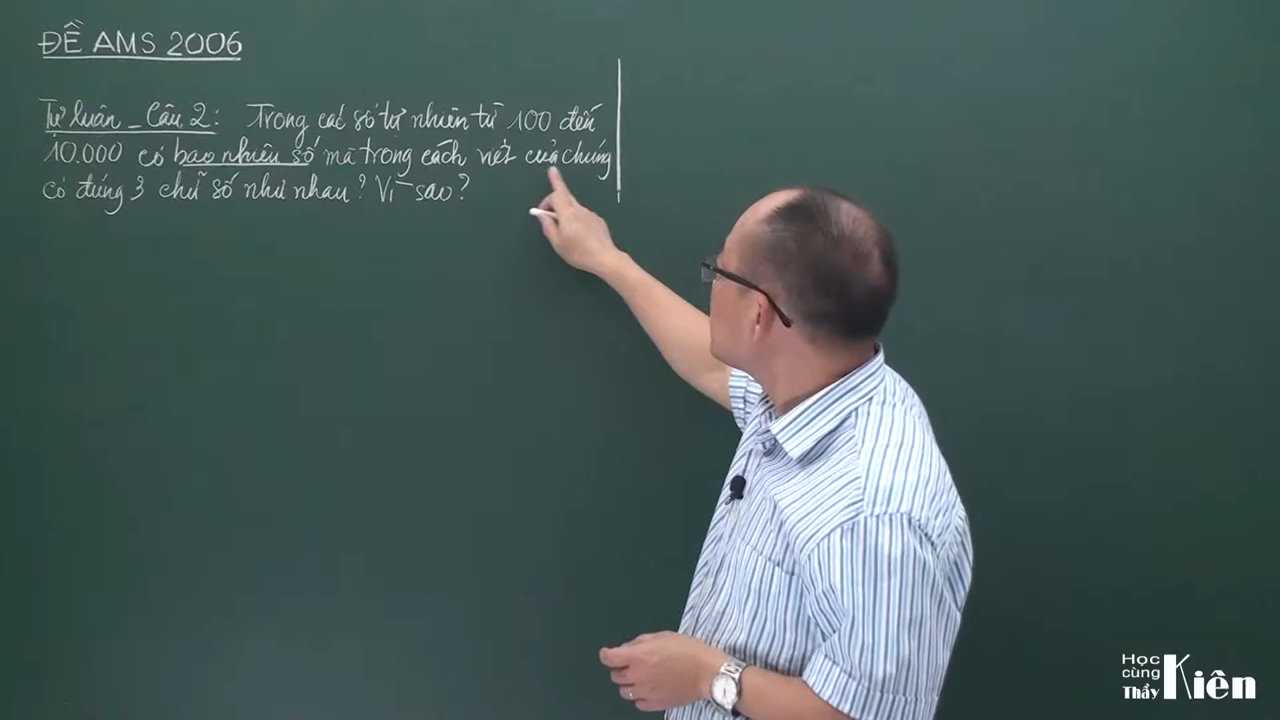 ĐỀ AMS 2006
Tự luận - Câu 2: Trong các số tự nhiên từ 100 đến
10.000 có bao nhiêu số mà trong cách viết của chúng
có đúng 3 chữ số như nhau? Vì sao?
Học
cùng
Thầy Kiên